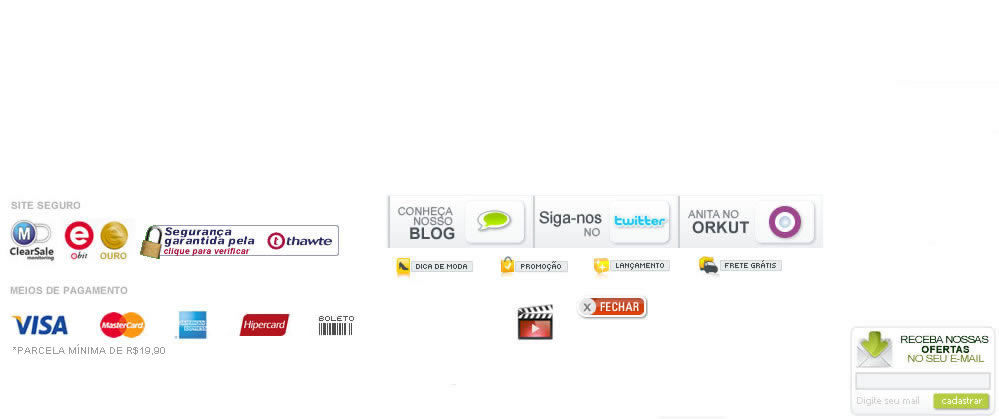 SITE SEGURO
ClearSale
monitoring
e
ebit
OURO
Segurança
garantida pela
clique para verificar
thawte
MEIOS DE PAGAMENTO
VISA
MasterCard
AMERICAN
EXPRESS
Hipercard
BOLETO
*PARCELA MÍNIMA DE R$19,90
CONHEÇA
NOSSO
BLOG
Siga-nos
NO
twitter
ANITA NO
ORKUT
DICA DE MODA
PROMOÇÃO
LANÇAMENTO
FRETE GRÁTIS
X FECHAR
RECEBA NOSSAS
OFERTAS
NO SEU E-MAIL
Digite seu mail
cadastrar